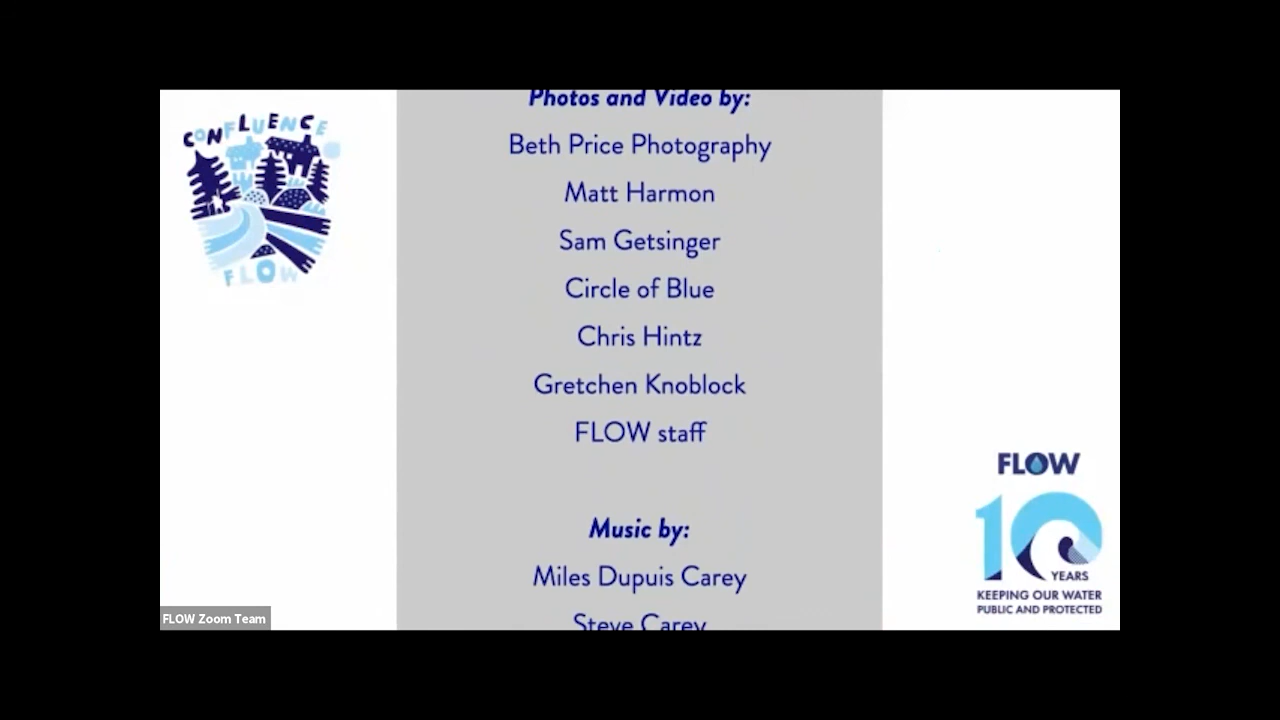 CONFLUENCE
FLOW
Photos and Video by:
Beth Price Photography
Matt Harmon
Sam Getsinger
Circle of Blue
Chris Hintz
Gretchen Knoblock
FLOW staff
Music by:
Miles Dupuis Carey
Steve Carey
FLOW
10
YEARS
KEEPING OUR WATER
PUBLIC AND PROTECTED
FLOW Zoom Team